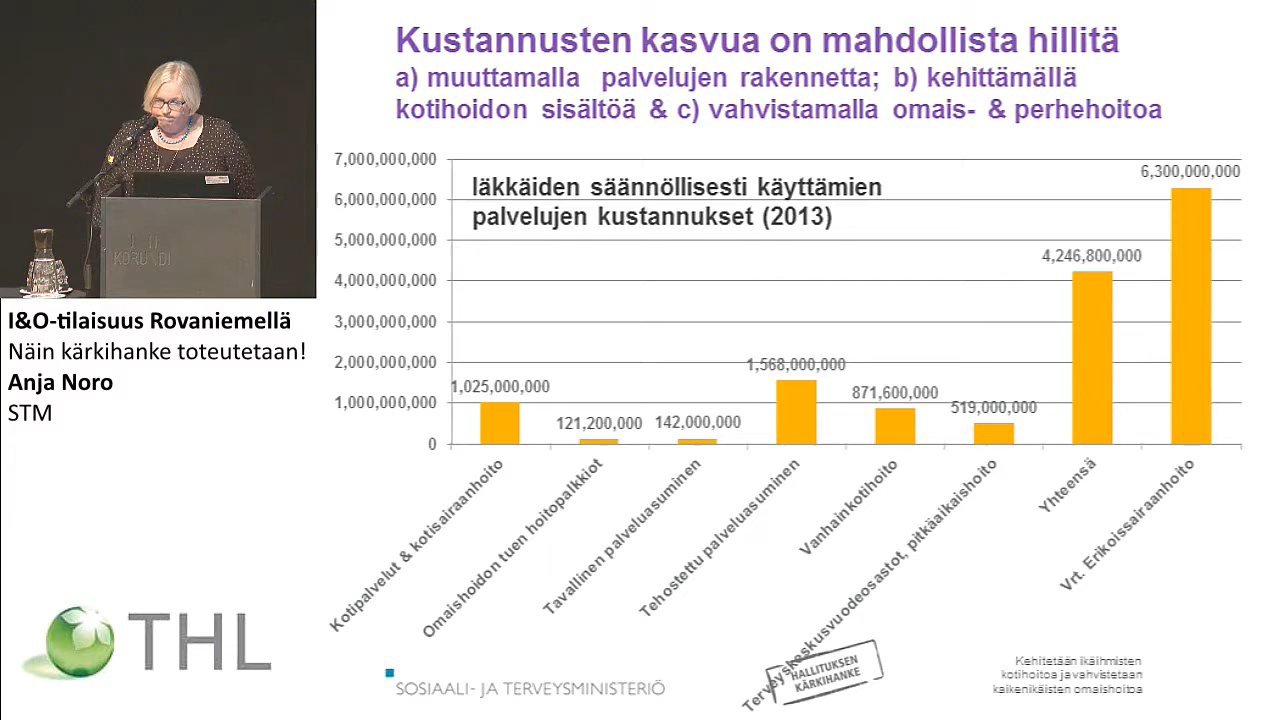 Kustannusten kasvua on mahdollista hillitä
a) muuttamalla palvelujen rakennetta; b) kehittämällä
kotihoidon sisältöä & c) vahvistamalla omais- & perhehoitoa
Iäkkäiden säännöllisesti käyttämien
palvelujen kustannukset (2013)
7,000,000,000
6,000,000,000
5,000,000,000
4,000,000,000
3,000,000,000
2,000,000,000
1,000,000,000
0
1,025,000,000
121,200,000
142,000,000
1,568,000,000
871,600,000
519,000,000
4,246,800,000
6,300,000,000
Kotipalvelut & kotisairaanhoito
Omaishoidon tuen hoitopalkkiot
Tavallinen palveluasuminen
Tehostettu palveluasuminen
Vanhainkotihoito
Terveyskeskusvuodeosastot, pitkäaikaishoito
Yhteensä
Vrt. Erikoissairaanhoito
KORUNDI
I&O-tilaisuus Rovaniemellä
Näin kärkihanke toteutetaan!
Anja Noro
STM
THL
SOSIAALI- JA TERVEYSMINISTERIÖ
HALLITUKSEN
KÄRKIHANKE
Kehitetään ikäihmisten
kotihoitoa ja vahvistetaan
kaikenikäisten omaishoitoa